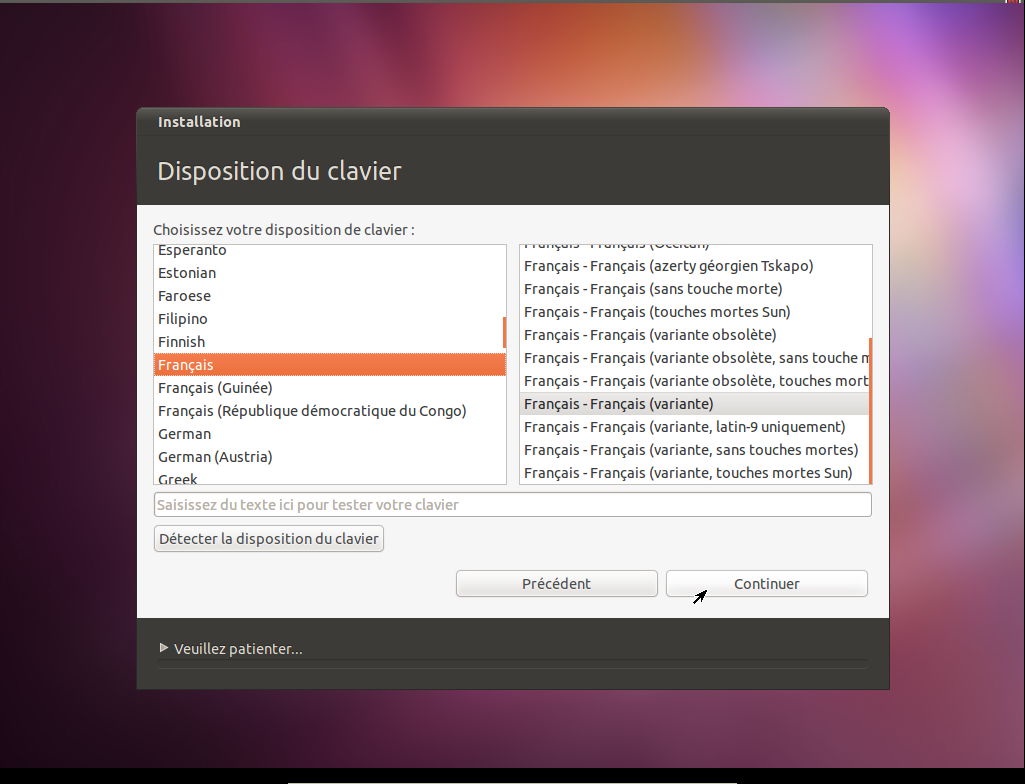 Installation
Disposition du clavier
Choisissez votre disposition de clavier :
Esperanto
Estonian
Faroese
Filipino
Finnish
Français
Français (Guinée)
Français (République démocratique du Congo)
German
German (Austria)
Greek
Français - Français (Occitan)
Français - Français (azerty géorgien Tskapo)
Français - Français (sans touche morte)
Français - Français (touches mortes Sun)
Français - Français (variante obsolète)
Français - Français (variante obsolète, sans touche m
Français - Français (variante obsolète, touches mort
Français - Français (variante)
Français - Français (variante, latin-9 uniquement)
Français - Français (variante, sans touches mortes)
Français - Français (variante, touches mortes Sun)
Saisissez du texte ici pour tester votre clavier
Détecter la disposition du clavier
Précédent
Continuer
Veuillez patienter...